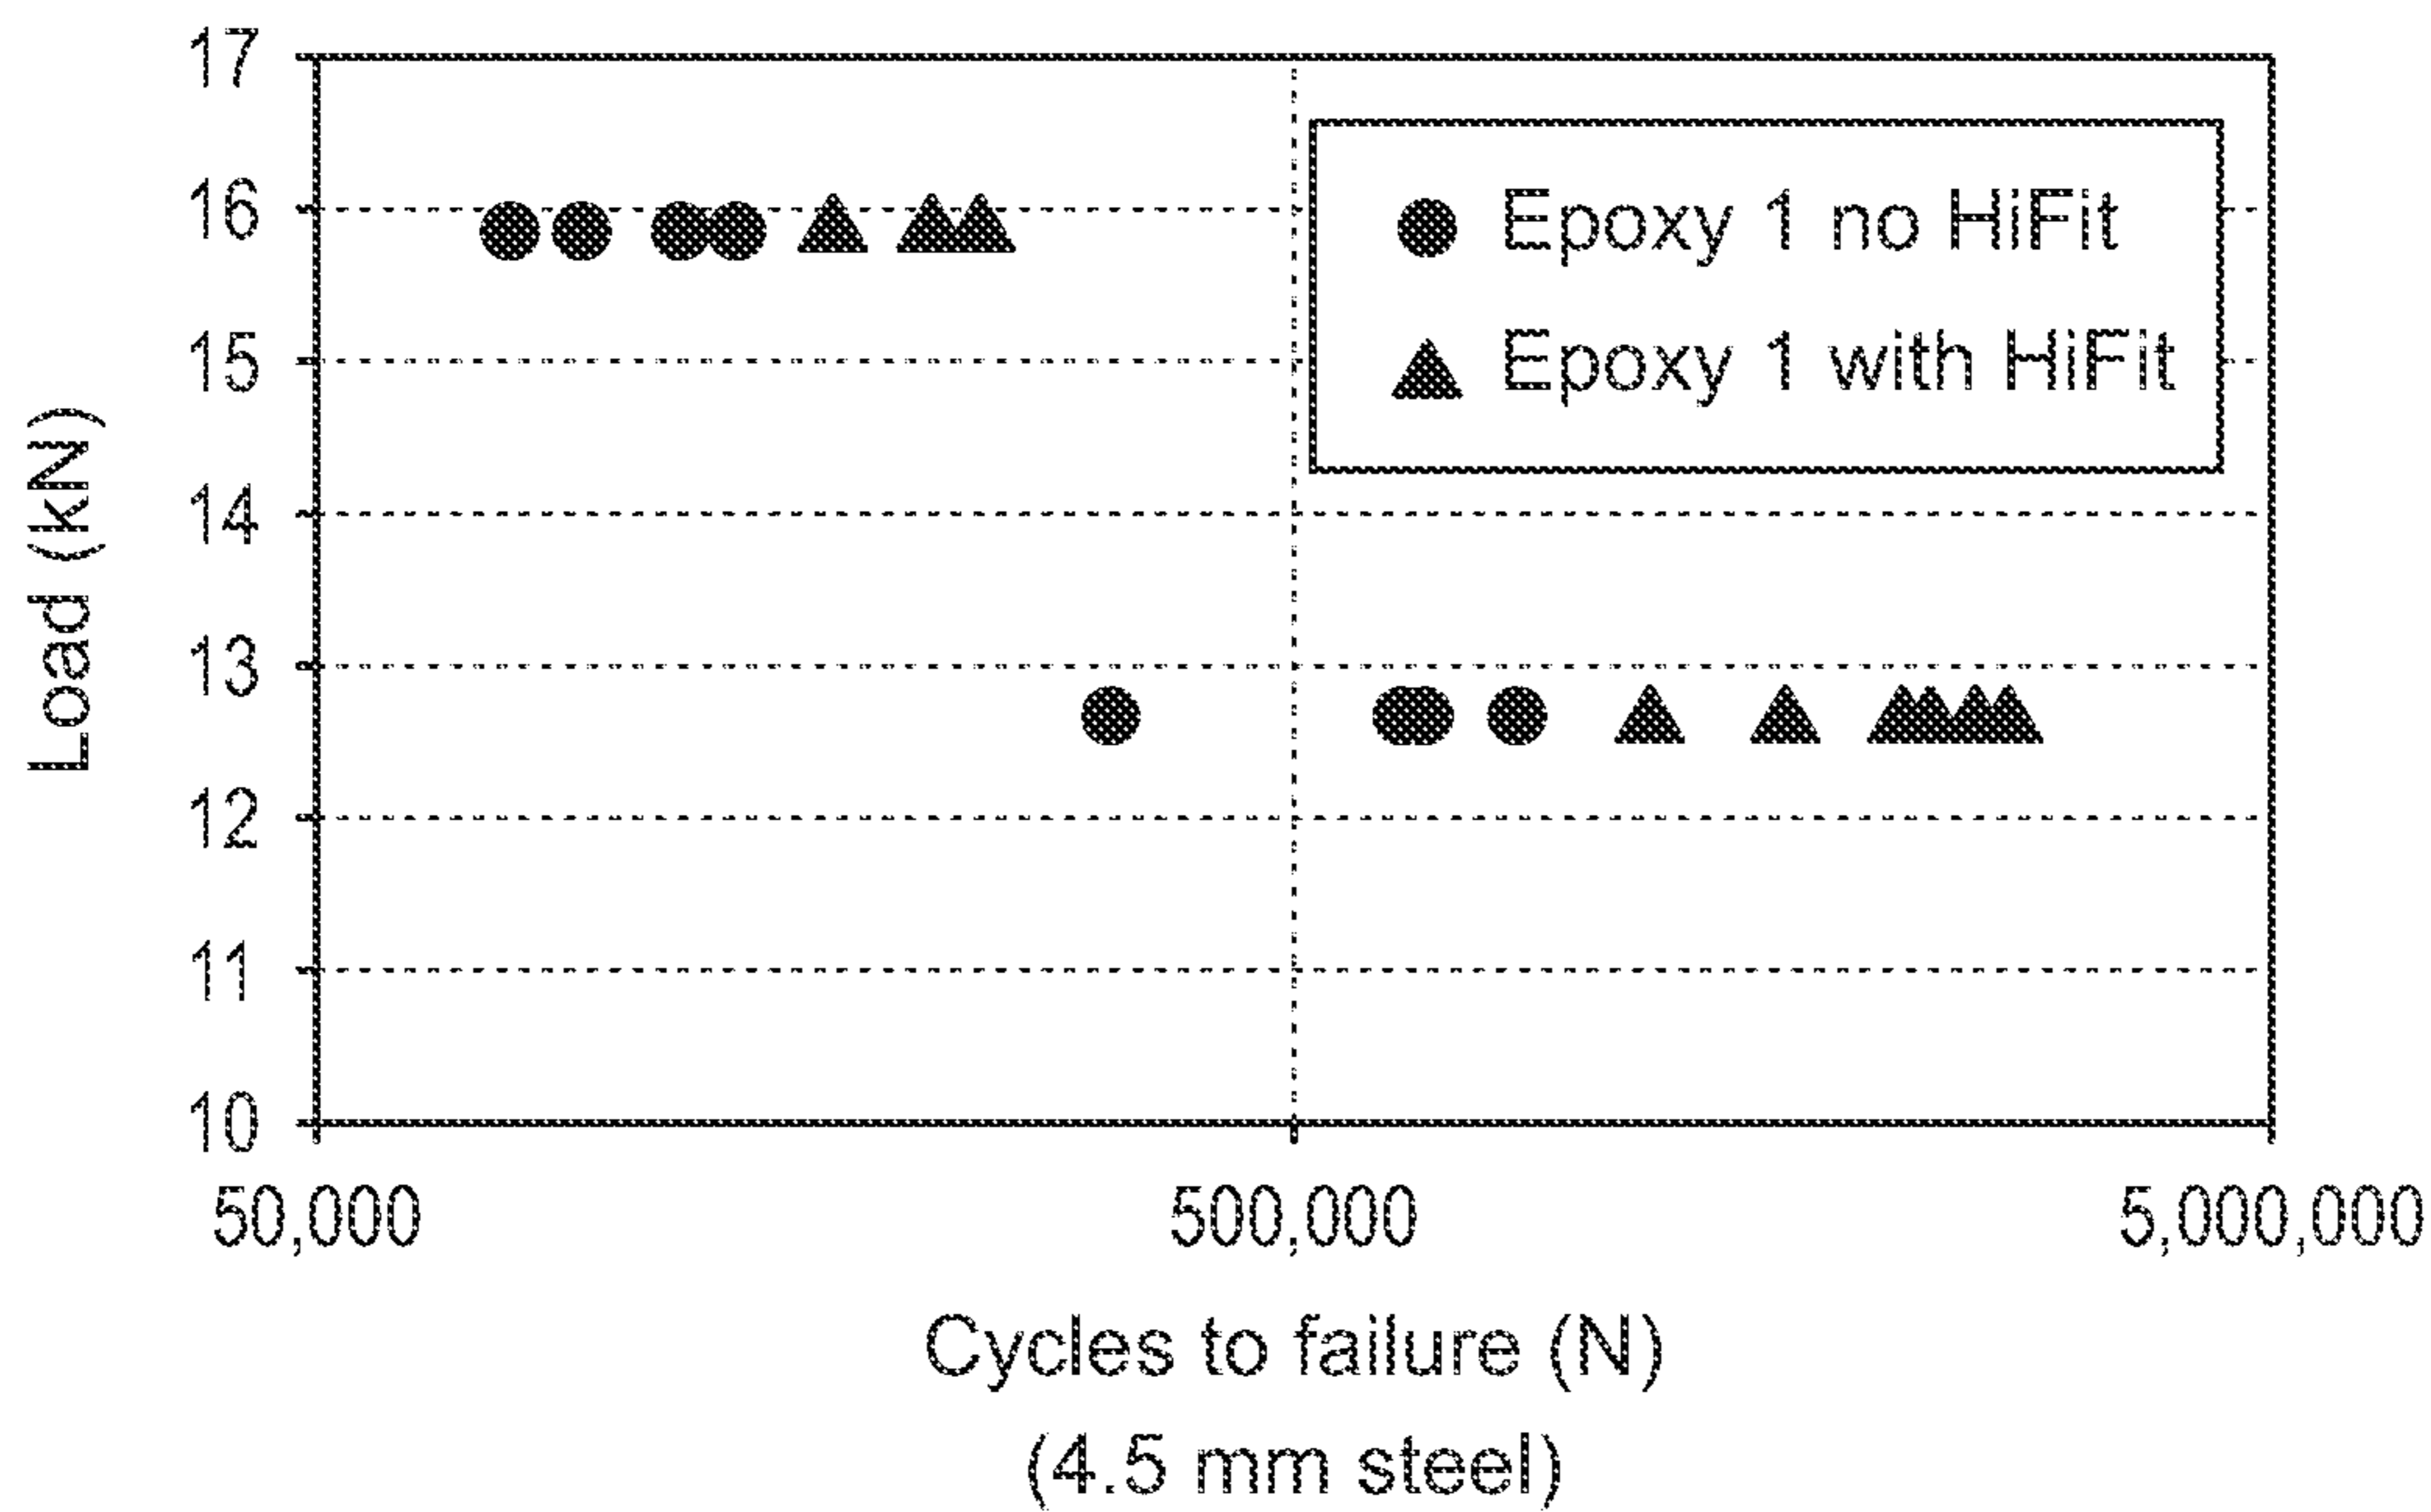 17
16
15
14
13
12
11
10
Load (kN)
Epoxy 1 no HiFit
Epoxy 1 with HiFit
50,000
500,000
5,000,000
Cycles to failure (N)
(4.5 mm steel)